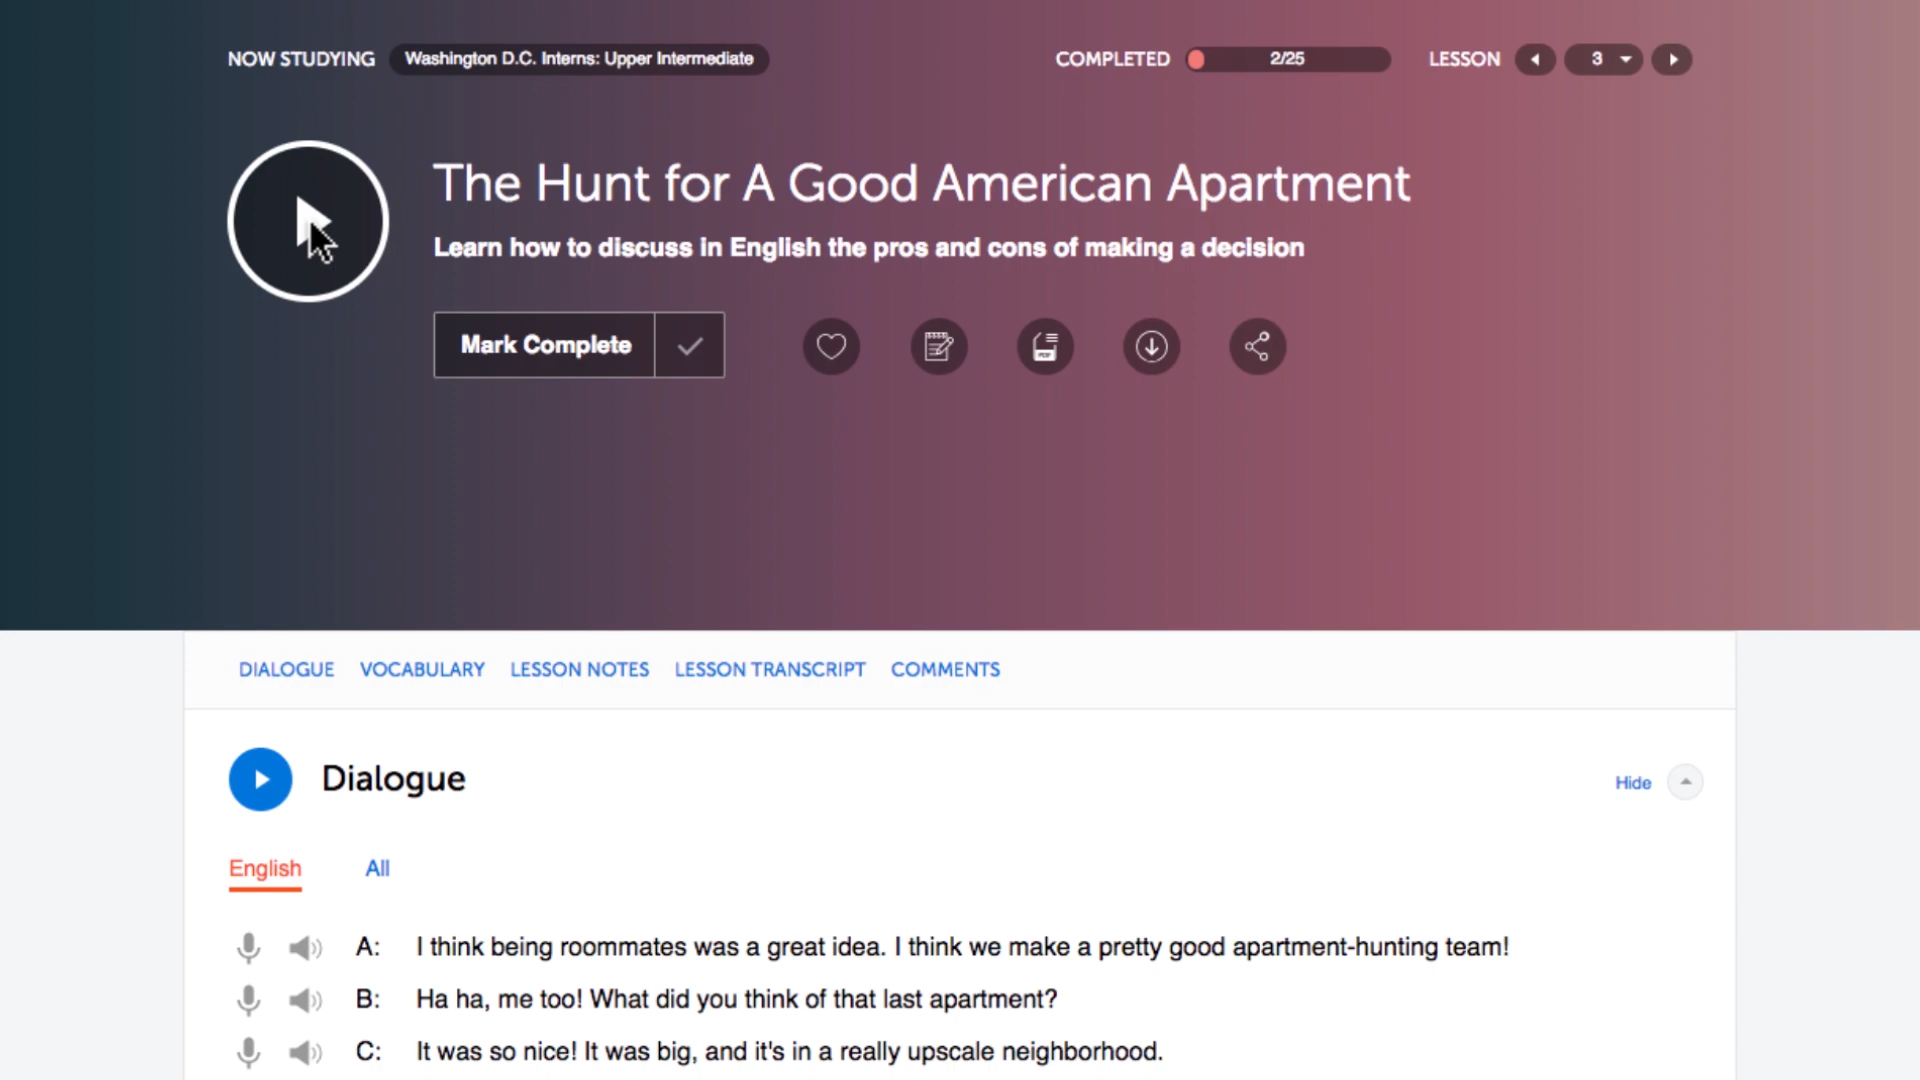 NOW STUDYING Washington D.C. Interns: Upper Intermediate COMPLETED 2/25 LESSON 3
The Hunt for A Good American Apartment
Learn how to discuss in English the pros and cons of making a decision
Mark Complete
PDF
DIALOGUE VOCABULARY LESSON NOTES LESSON TRANSCRIPT COMMENTS
Dialogue
Hide
English All
A: I think being roommates was a great idea. I think we make a pretty good apartment-hunting team!
B: Ha ha, me too! What did you think of that last apartment?
C: It was so nice! It was big, and it's in a really upscale neighborhood.